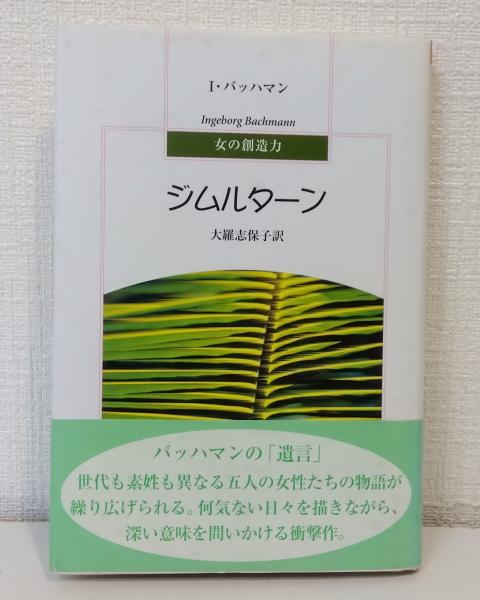 I・バッハマン
Ingeborg Bachmann
女の創造力
ジムルターン
大羅志保子訳
バッハマンの「遺言」
世代も素姓も異なる五人の女性たちの物語が
繰り広げられる。何気ない日々を描きながら、
深い意味を問いかける衝撃作。